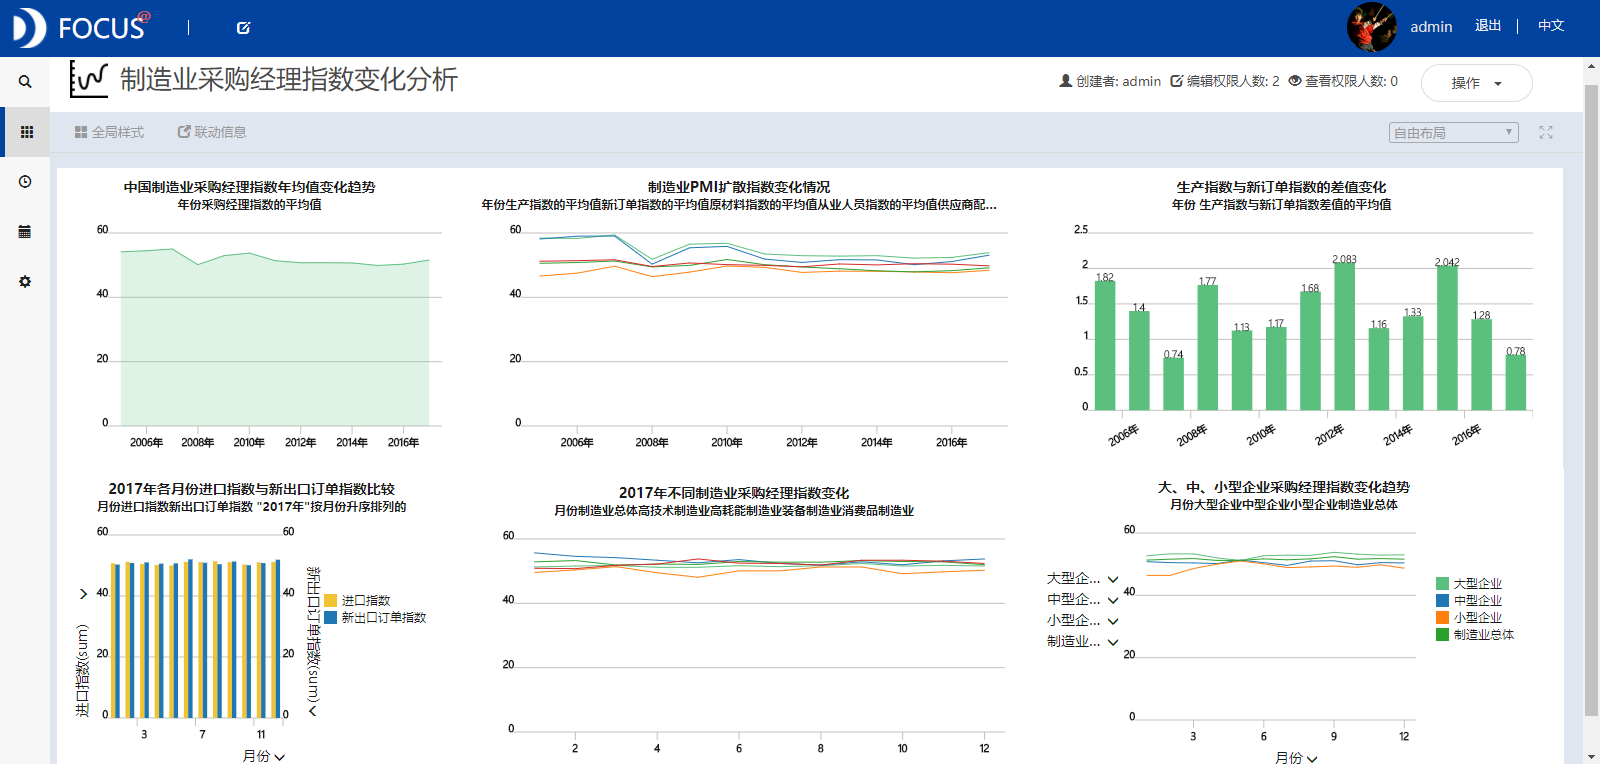 FOCUS@
admin 退出 | 中文
制造业采购经理指数变化分析
创建者: admin 编辑权限人数: 2 查看权限人数: 0
操作
全局样式 联动信息
自由布局
中国制造业采购经理指数年均值变化趋势
年份采购经理指数的平均值
60
40
20
0
2006年 2008年 2010年 2012年 2014年 2016年
制造业PMI扩散指数变化情况
年份生产指数的平均值新订单指数的平均值原材料指数的平均值从业人员指数的平均值供应商配...
60
40
20
0
2006年 2008年 2010年 2012年 2014年 2016年
生产指数与新订单指数的差值变化
年份 生产指数与新订单指数差值的平均值
2.5
2
1.5
1
0.5
0
1.82 1.4 0.74 1.77 1.13 1.17 1.68 2.083 1.16 1.33 2.042 1.28 0.78
2006年 2008年 2010年 2012年 2014年 2016年
2017年各月份进口指数与新出口订单指数比较
月份进口指数新出口订单指数 "2017年"按月份升序排列的
60 60
40 40
20 20
0 0
进口指数(sum)
新出口订单指数(sum)
进口指数
新出口订单指数
3 7 11
月份
2017年不同制造业采购经理指数变化
月份制造业总体高技术制造业高耗能制造业装备制造业消费品制造业
60
40
20
0
2 4 6 8 10 12
大、中、小型企业采购经理指数变化趋势
月份大型企业中型企业小型企业制造业总体
60
40
20
0
大型企...
中型企...
小型企...
制造业...
大型企业
中型企业
小型企业
制造业总体
3 6 9 12
月份